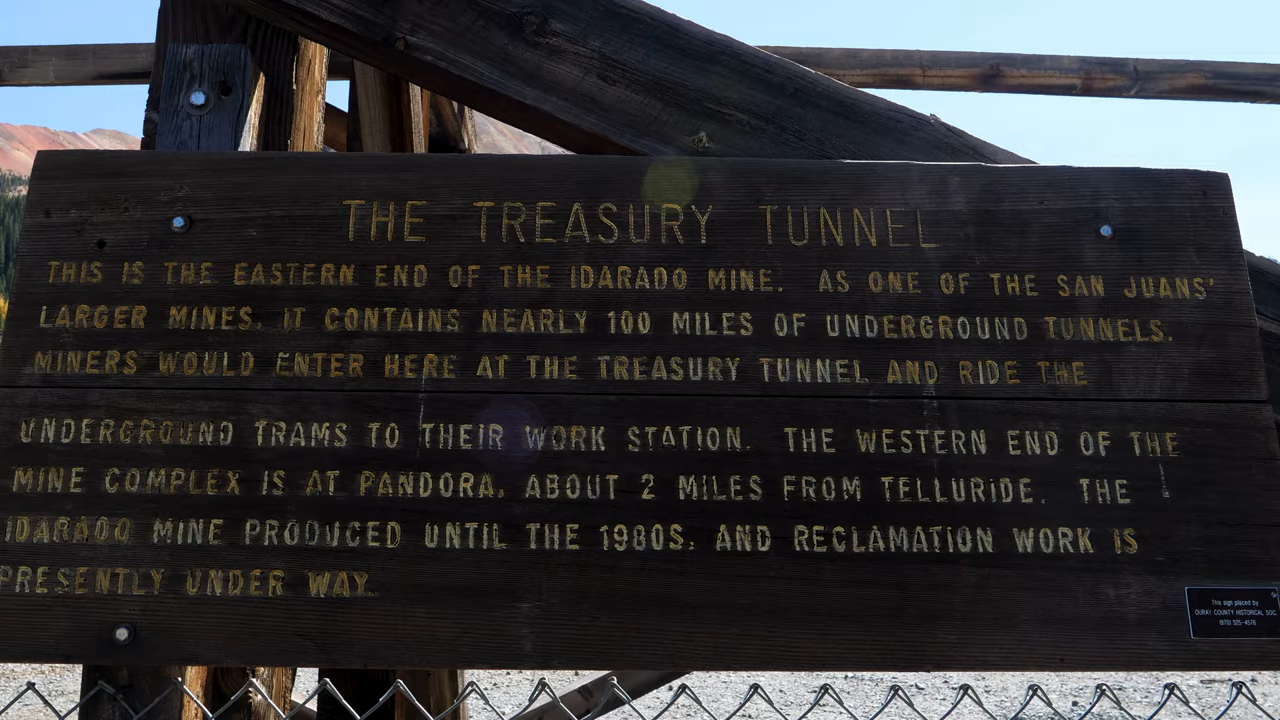 THE TREASURY TUNNEL
THIS IS THE EASTERN END OF THE IDARADO MINE. AS ONE OF THE SAN JUANS'
LARGER MINES, IT CONTAINS NEARLY 100 MILES OF UNDERGROUND TUNNELS.
MINERS WOULD ENTER HERE AT THE TREASURY TUNNEL AND RIDE THE
UNDERGROUND TRAMS TO THEIR WORK STATION. THE WESTERN END OF THE
MINE COMPLEX IS AT PANDORA, ABOUT 2 MILES FROM TELLURIDE. THE
IDARADO MINE PRODUCED UNTIL THE 1980S, AND RECLAMATION WORK IS
PRESENTLY UNDER WAY.
This sign placed by
OURAY COUNTY HISTORICAL SOC.
(970) 325-4576